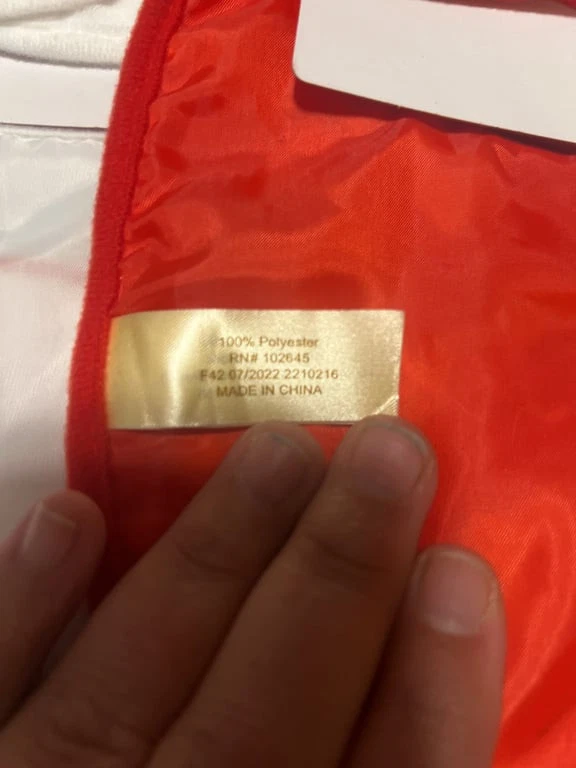 100% Polyester
RN# 102645
F42 07/2022 2210216
MADE IN CHINA